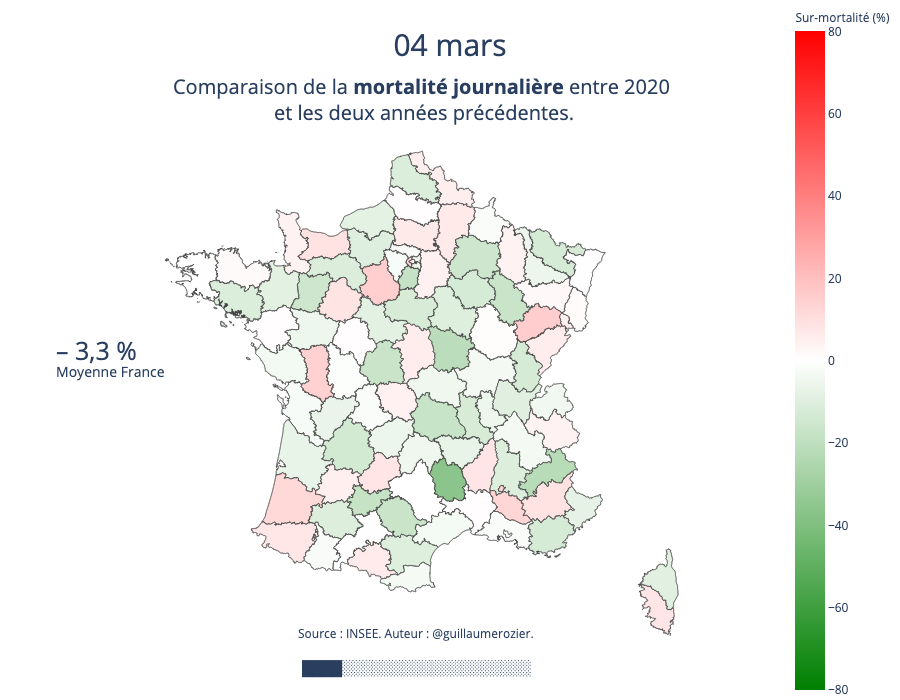 Sur-mortalité (%)
04 mars
Comparaison de la mortalité journalière entre 2020
et les deux années précédentes.
– 3,3 %
Moyenne France
80
60
40
20
0
−20
−40
−60
−80
Source : INSEE. Auteur : @guillaumerozier.